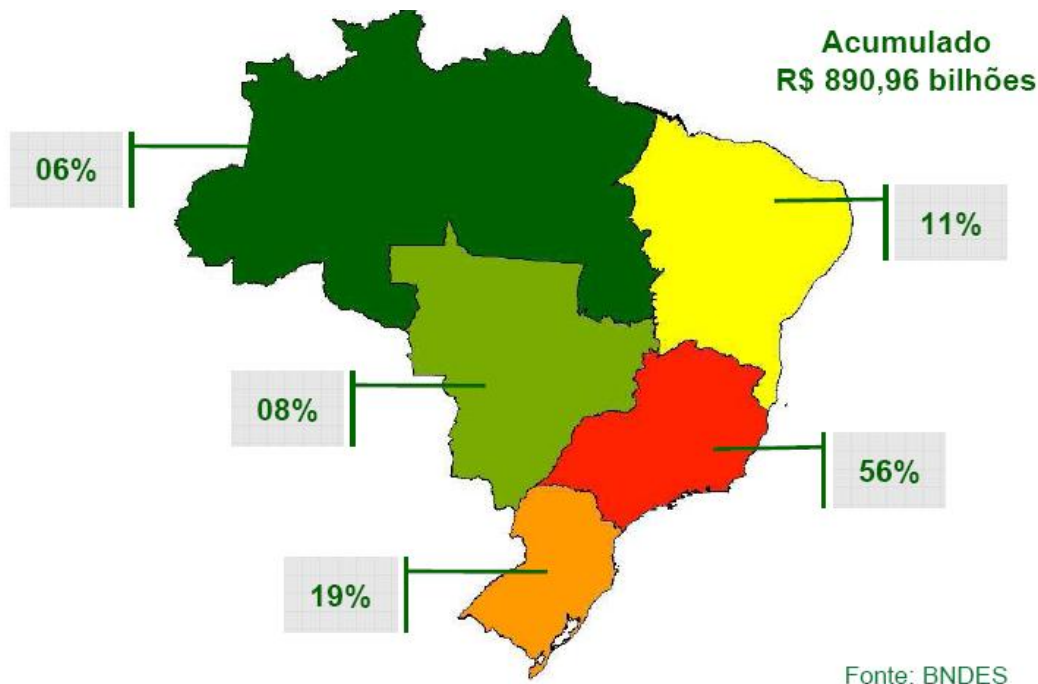 Acumulado
R$ 890,96 bilhões
06%
11%
08%
56%
19%
Fonte: BNDES